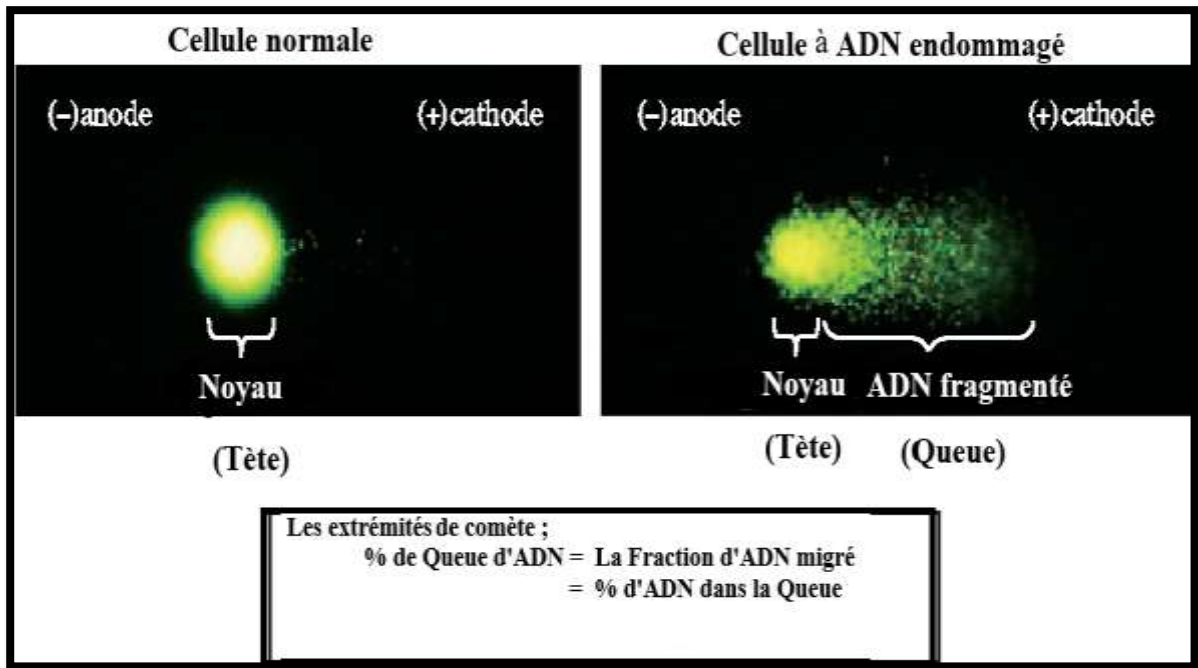 Cellule normale
Cellule à ADN endommagé
(–)anode
(+)cathode
(–)anode
(+)cathode
Noyau
Noyau
ADN fragmenté
(Tète)
(Tète)
(Queue)
Les extrémités de comète ;
% de Queue d'ADN = La Fraction d'ADN migré
= % d'ADN dans la Queue